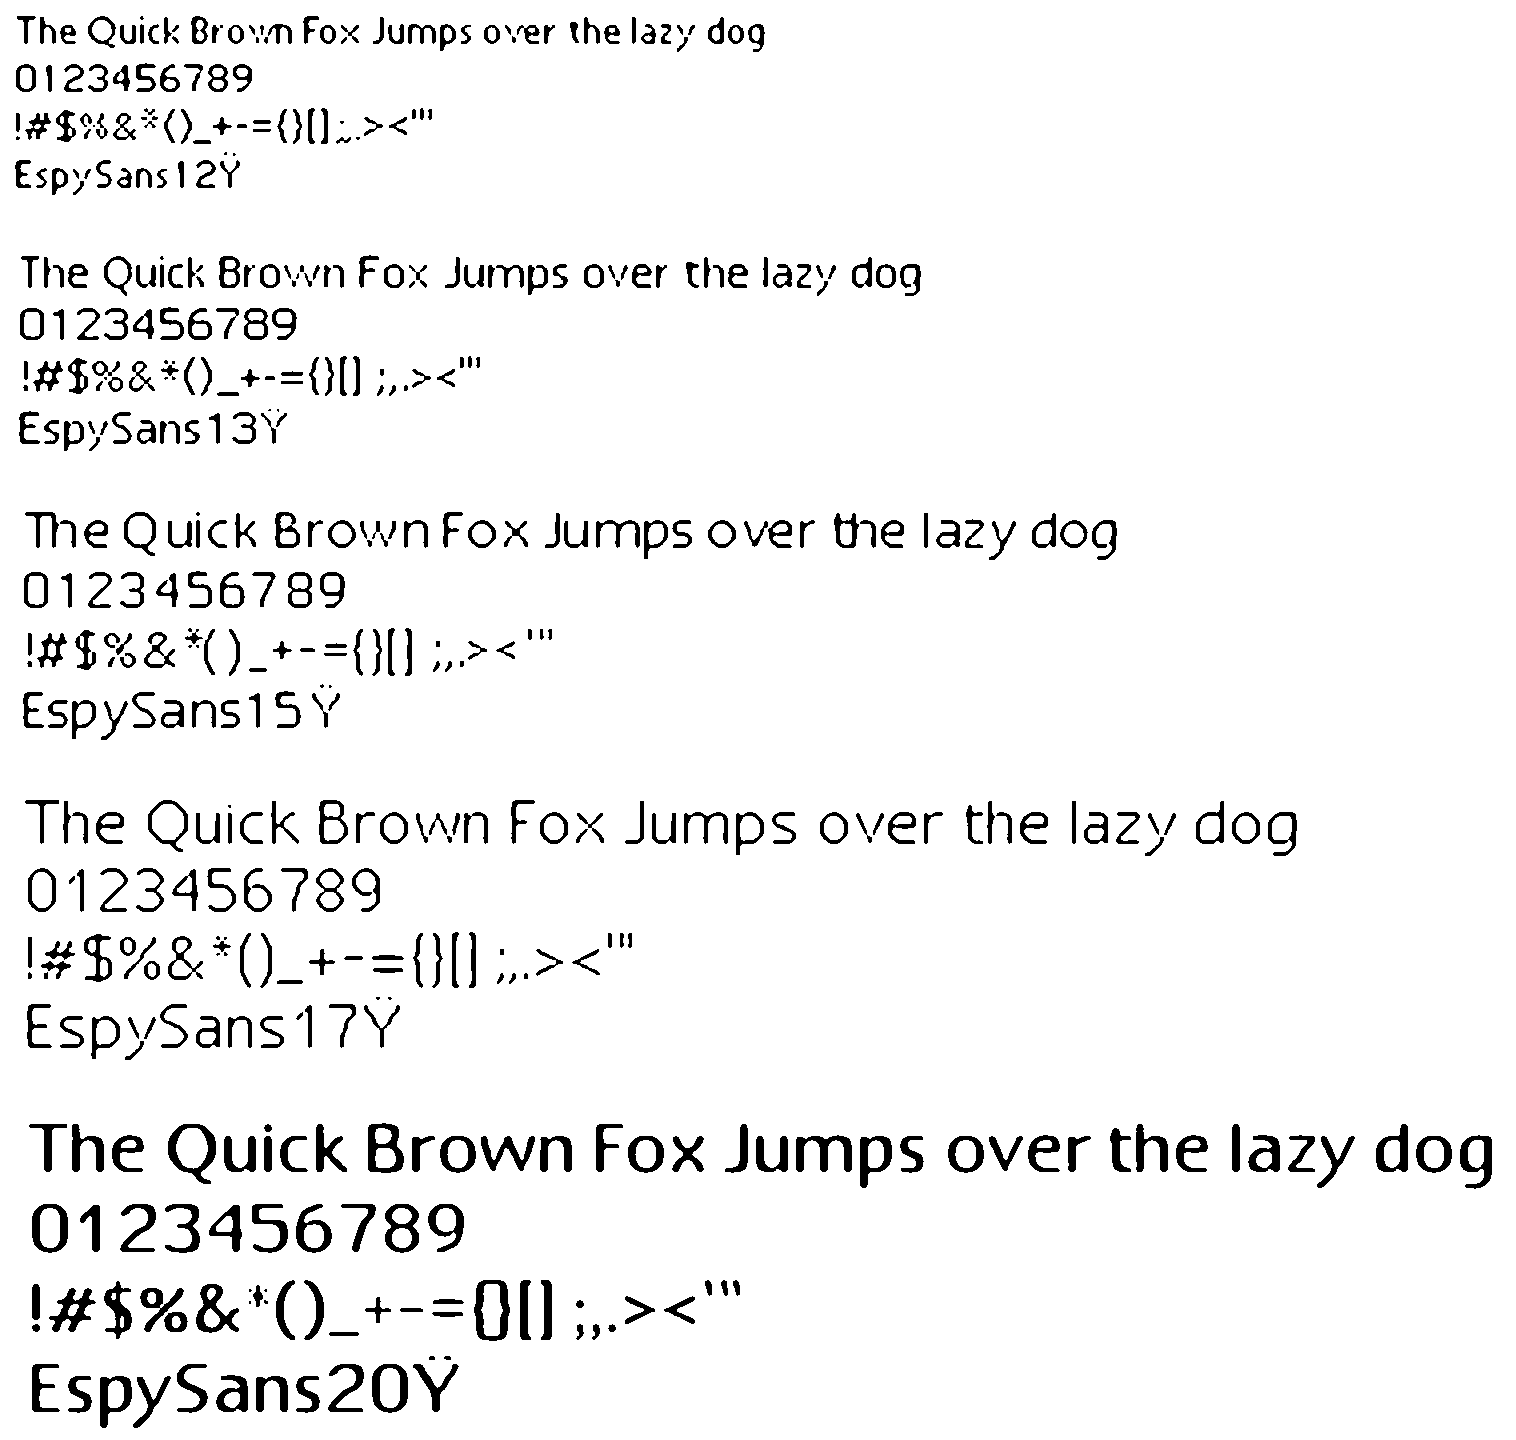 The Quick Brown Fox Jumps over the lazy dog
0123456789
!#$%&*()_+-={}[] ;,.><'"
EspySans12Ÿ
The Quick Brown Fox Jumps over the lazy dog
0123456789
!#$%&*()_+-={}[] ;,.><'"
EspySans13Ÿ
The Quick Brown Fox Jumps over the lazy dog
0123456789
!#$%&*()_+-={}[] ;,.><'"
EspySans15Ÿ
The Quick Brown Fox Jumps over the lazy dog
0123456789
!#$%&*()_+-={}[] ;,.><'"
EspySans17Ÿ
The Quick Brown Fox Jumps over the lazy dog
0123456789
!#$%&*()_+-={}[] ;,.><'"
EspySans20Ÿ